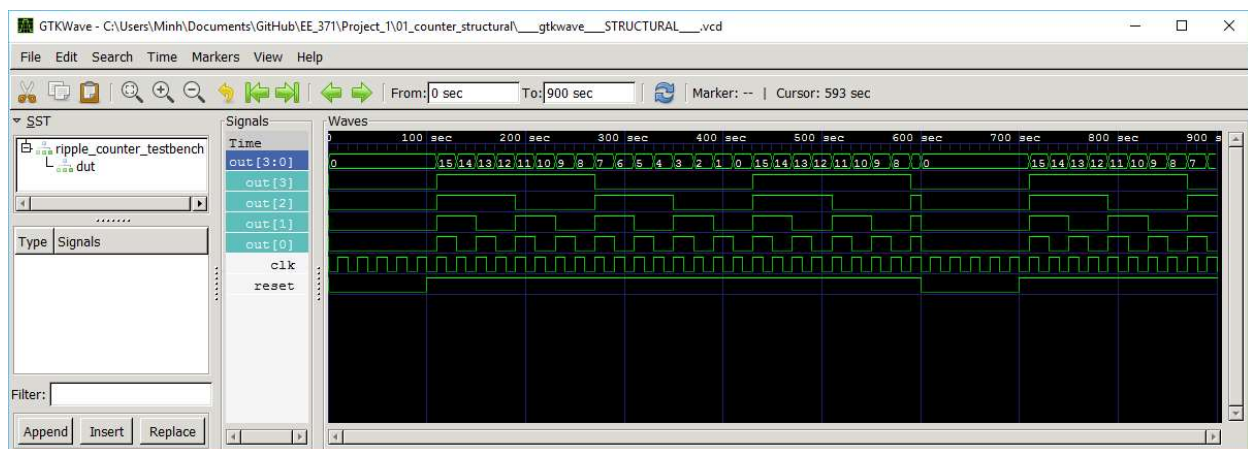 GTKWave - C:\Users\Minh\Documents\GitHub\EE_371\Project_1\01_counter_structural\___gtkwave___STRUCTURAL___.vcd
File Edit Search Time Markers View Help
From: 0 sec To: 900 sec Marker: -- | Cursor: 593 sec
SST
ripple_counter_testbench
dut
Type Signals
Filter:
Append Insert Replace
Signals
Time
out[3:0]
out[3]
out[2]
out[1]
out[0]
clk
reset
Waves
0 100 sec 200 sec 300 sec 400 sec 500 sec 600 sec 700 sec 800 sec 900 s
0 15 14 13 12 11 10 9 8 7 6 5 4 3 2 1 0 15 14 13 12 11 10 9 8 0 15 14 13 12 11 10 9 8 7